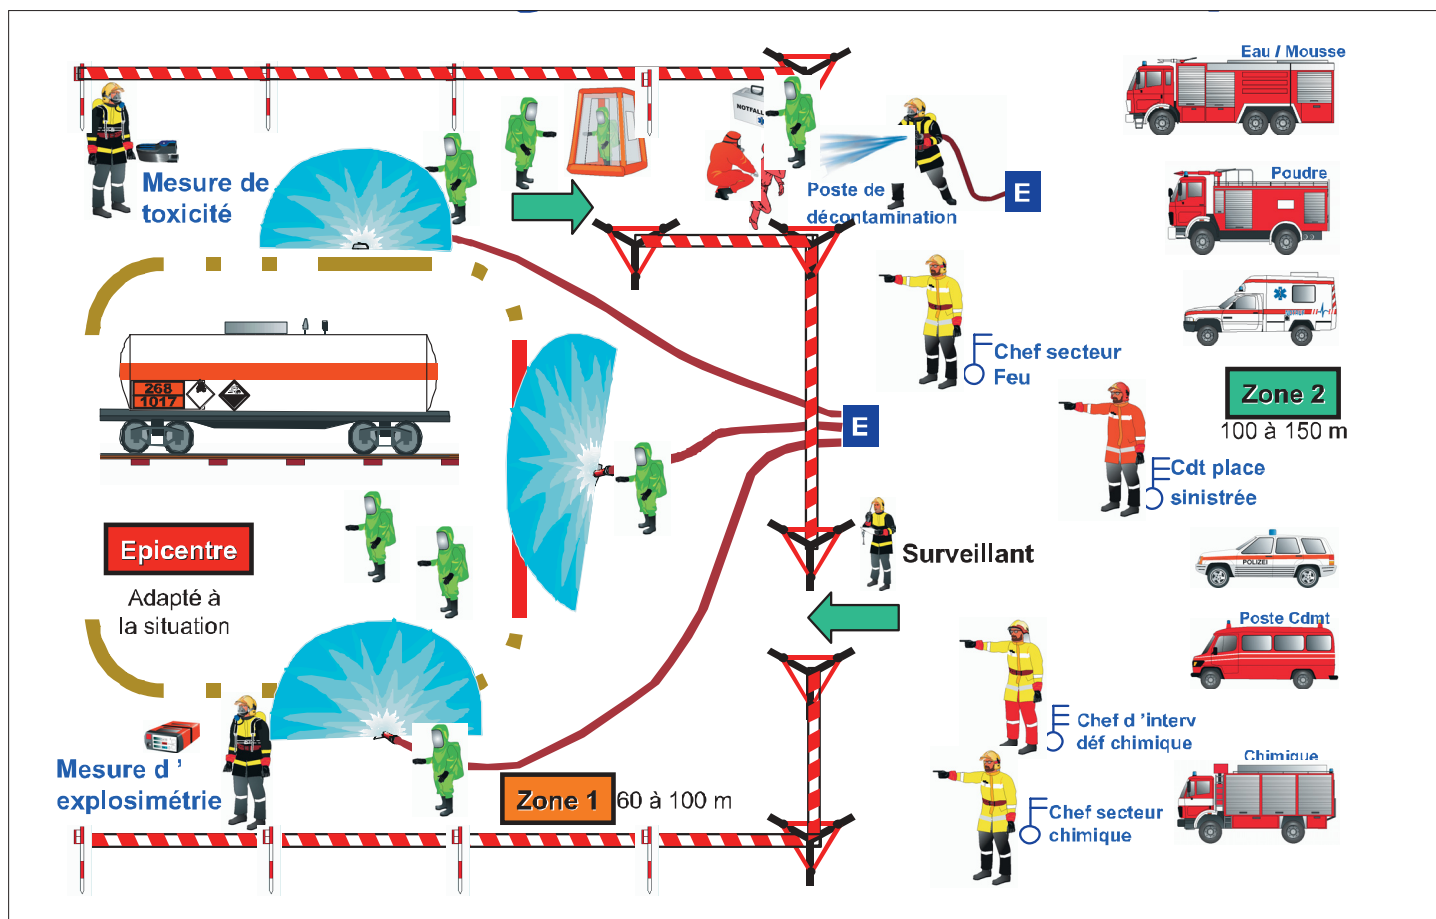 Eau / Mousse
NOTFALL
Mesure de
toxicité
Poste de
décontamination
E
Poudre
Chef secteur
Feu
268
1017
E
Zone 2
100 à 150 m
Cdt place
sinistrée
Epicentre
Adapté à
la situation
Surveillant
POLIZEI
Poste Cdmt
Chef d 'interv
déf chimique
Mesure d '
explosimétrie
Zone 1
60 à 100 m
Chef secteur
chimique
Chimique